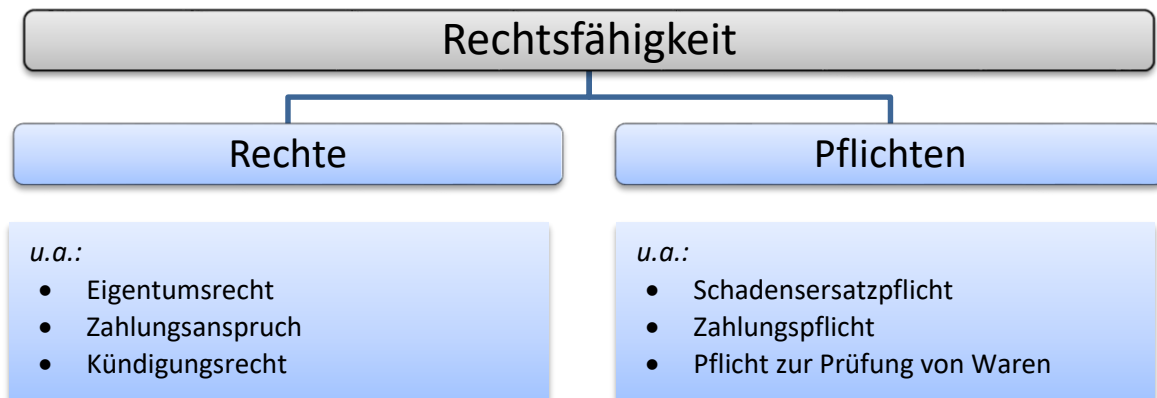 Rechtsfähigkeit
Rechte
Pflichten
u.a.:
• Eigentumsrecht
• Zahlungsanspruch
• Kündigungsrecht
u.a.:
• Schadensersatzpflicht
• Zahlungspflicht
• Pflicht zur Prüfung von Waren